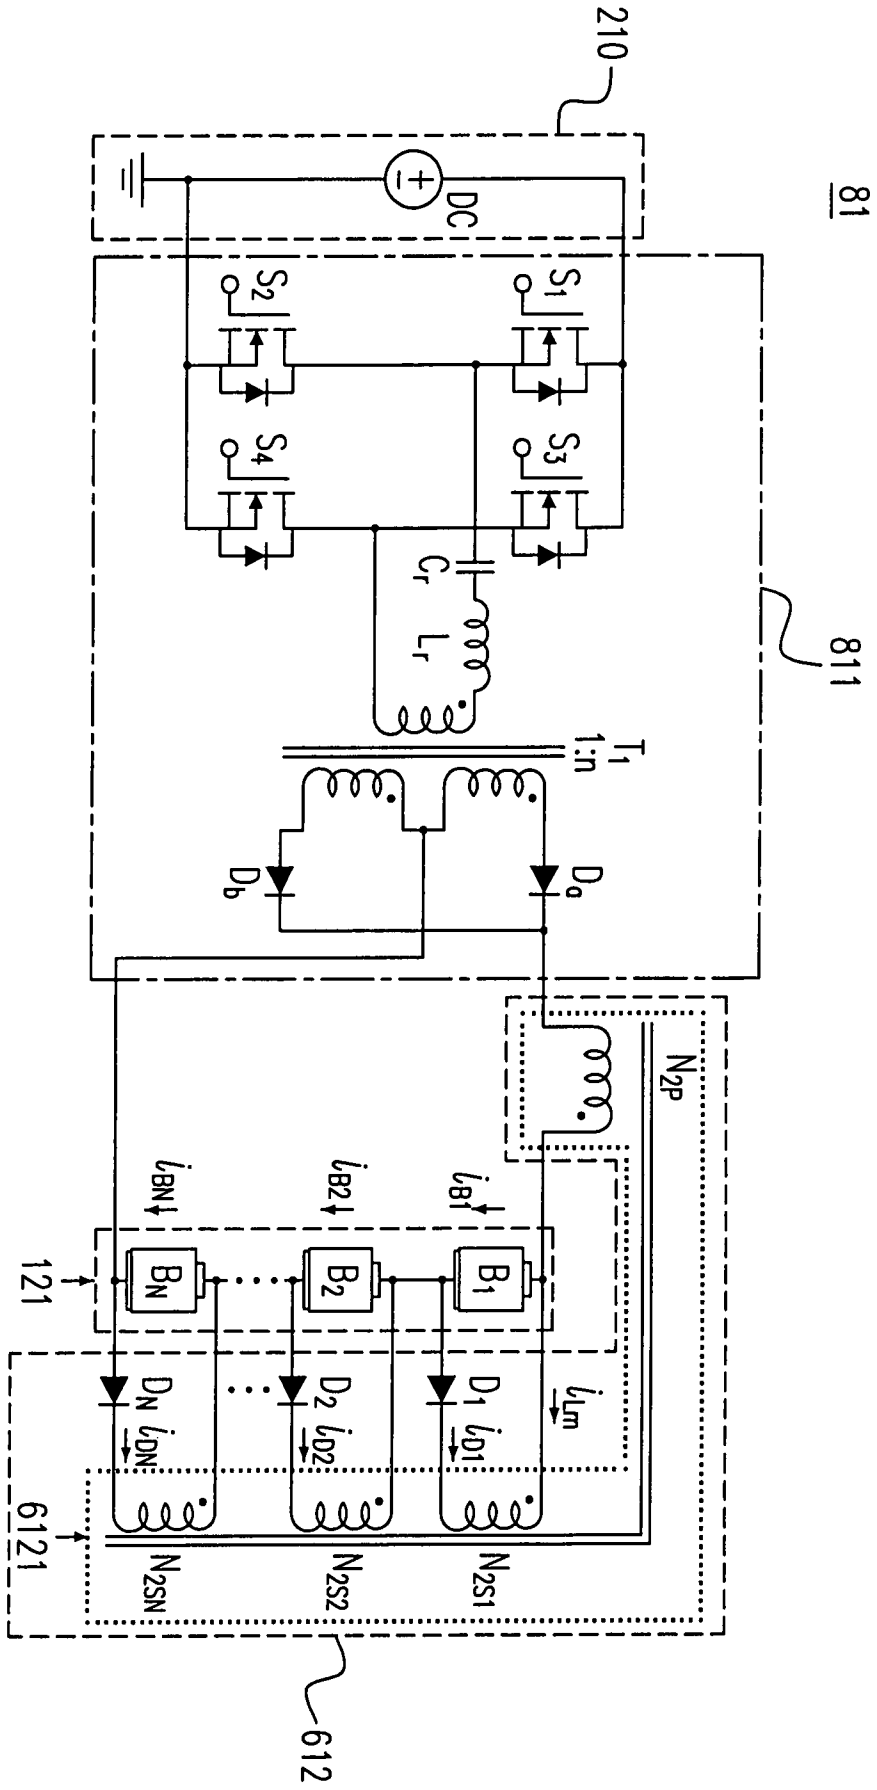 81
210
DC
811
S1
S3
S2
S4
Cr
Lr
T1
1:n
Da
Db
N2P
iLm
iB1
iB2
iBN
B1
B2
BN
121
D1
D2
DN
iD1
iD2
iDN
N2S1
N2S2
N2SN
6121
612